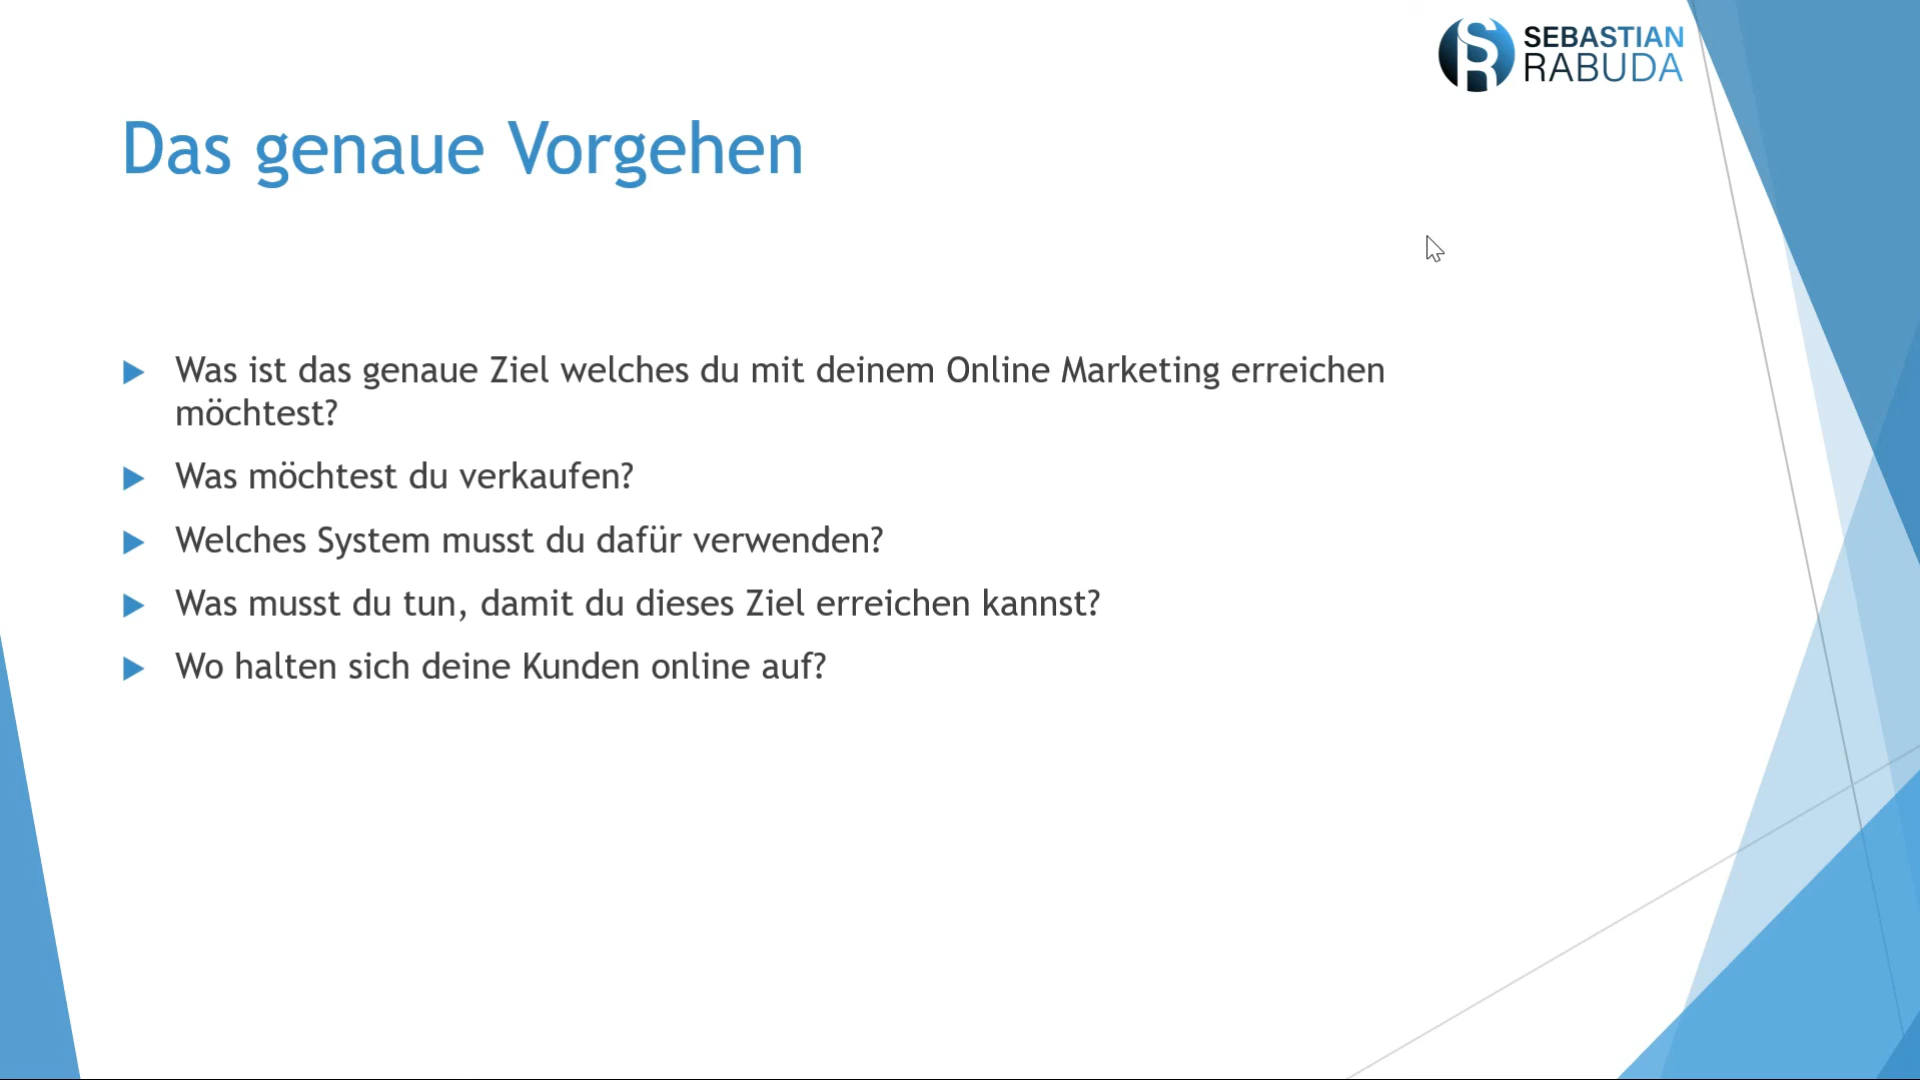 SEBASTIAN
RABUDA
Das genaue Vorgehen
Was ist das genaue Ziel welches du mit deinem Online Marketing erreichen
möchtest?
Was möchtest du verkaufen?
Welches System musst du dafür verwenden?
Was musst du tun, damit du dieses Ziel erreichen kannst?
Wo halten sich deine Kunden online auf?